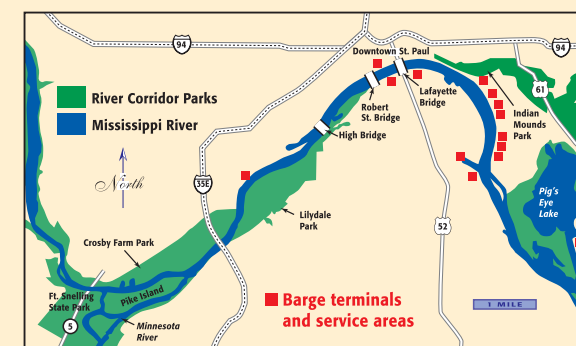 94
94
Downtown St. Paul
River Corridor Parks
Mississippi River
Lafayette
Bridge
61
Robert
St. Bridge
Indian
Mounds
Park
High Bridge
North
35E
Pig's
Eye
Lake
Lilydale
Park
52
Crosby Farm Park
Ft. Snelling
State Park
Pike Island
5
Minnesota
River
Barge terminals
and service areas
1 MILE